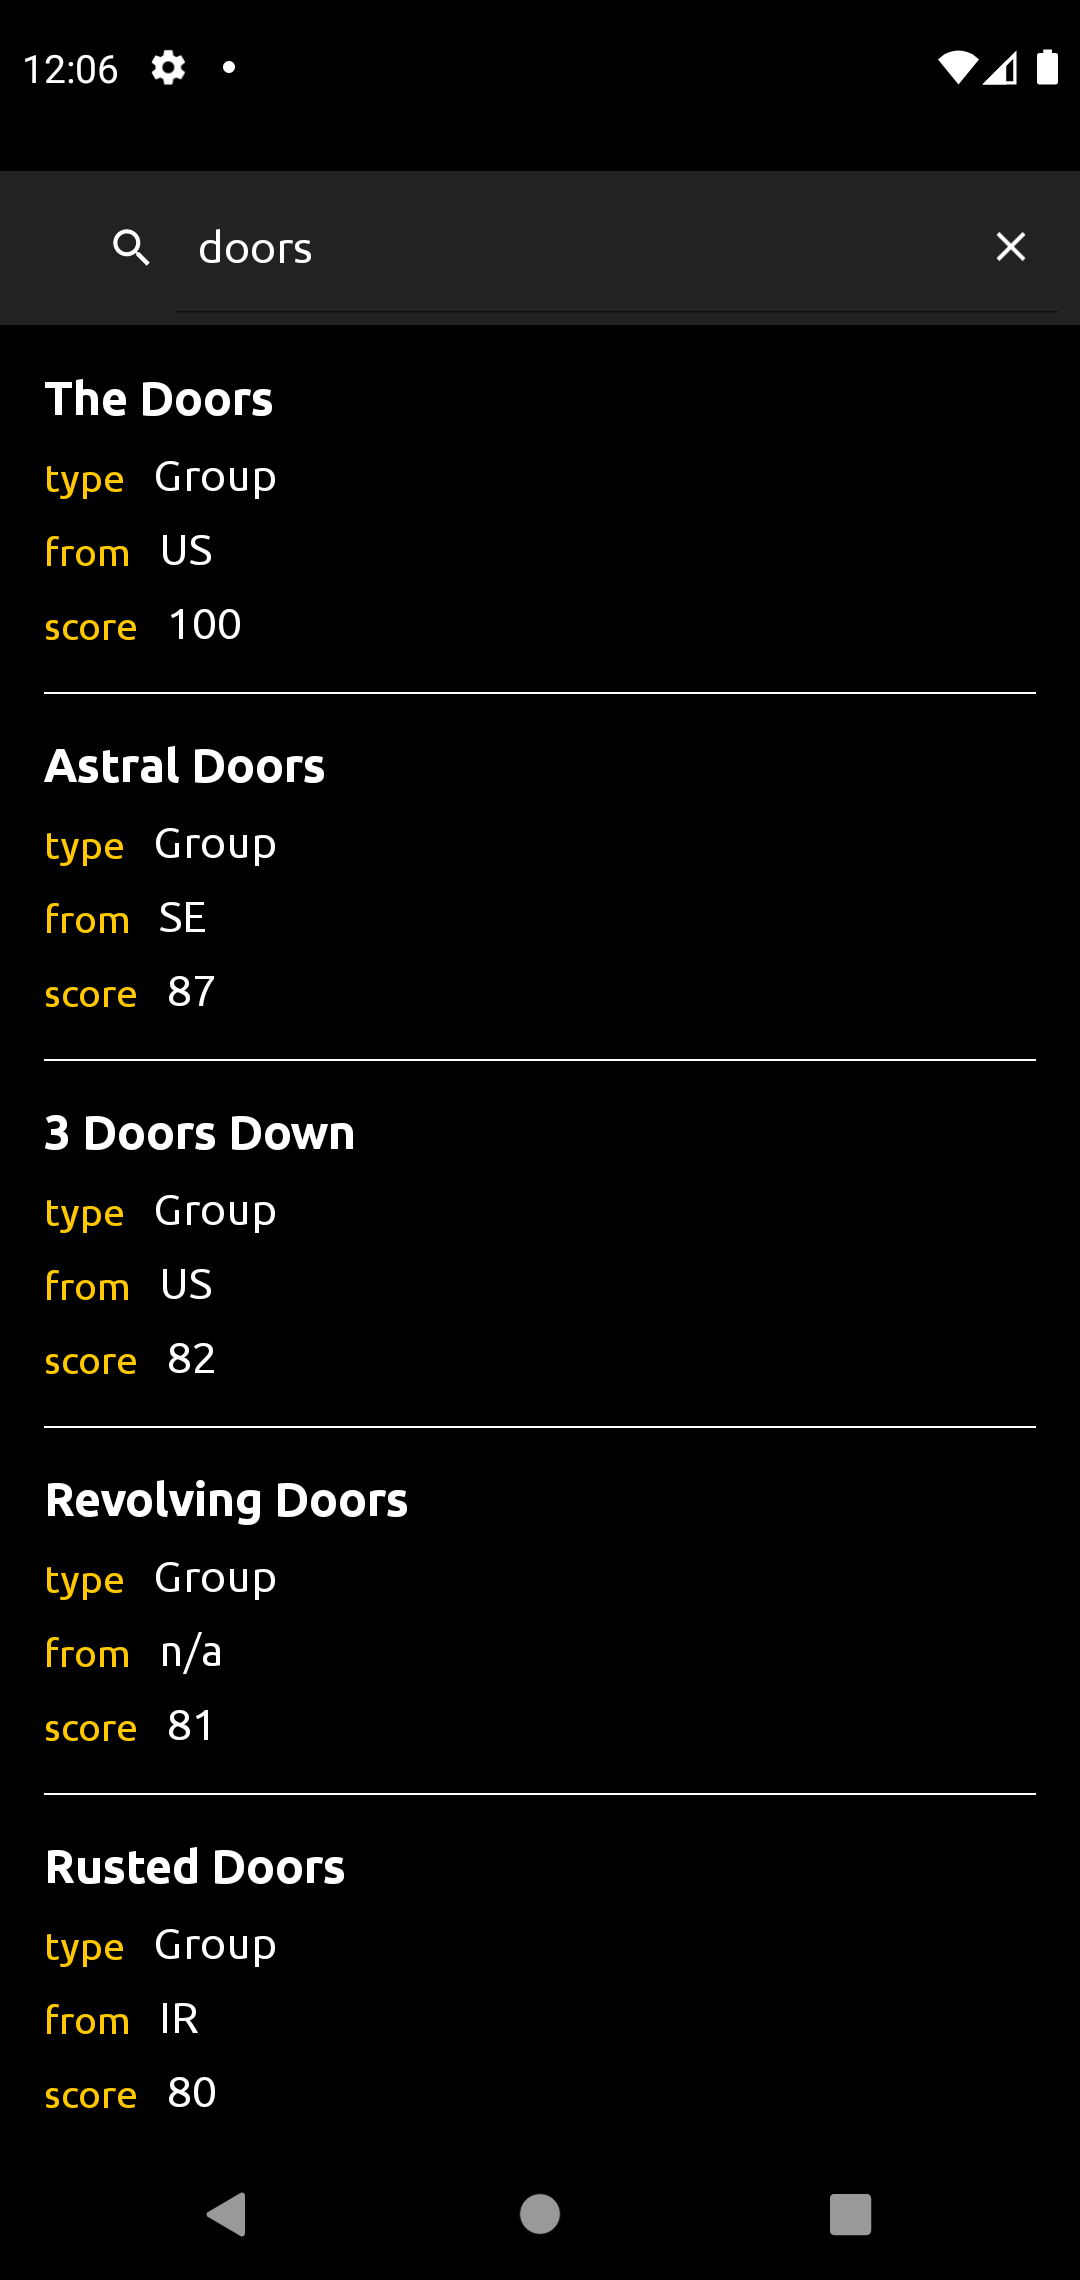 12:06
doors
The Doors
type Group
from US
score 100
Astral Doors
type Group
from SE
score 87
3 Doors Down
type Group
from US
score 82
Revolving Doors
type Group
from n/a
score 81
Rusted Doors
type Group
from IR
score 80